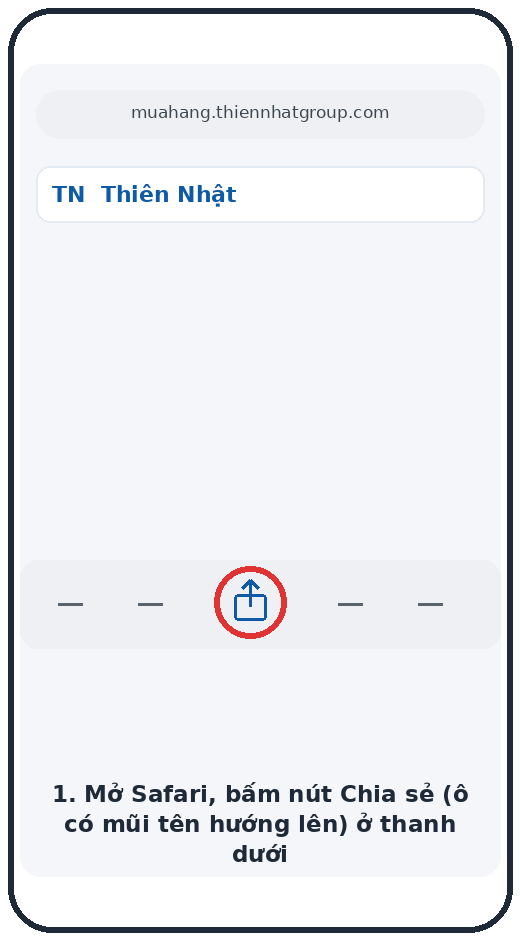 muahang.thiennhatgroup.com
TN Thiên Nhật
1. Mở Safari, bấm nút Chia sẻ (ô
có mũi tên hướng lên) ở thanh
dưới